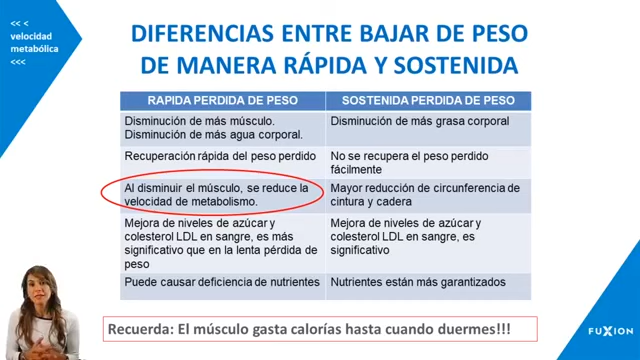 << <
velocidad
metabólica
<<<
DIFERENCIAS ENTRE BAJAR DE PESO
DE MANERA RÁPIDA Y SOSTENIDA
RAPIDA PERDIDA DE PESO
SOSTENIDA PERDIDA DE PESO
Disminución de más músculo.
Disminución de más agua corporal.
Disminución de más grasa corporal
Recuperación rápida del peso perdido
No se recupera el peso perdido
fácilmente
Al disminuir el músculo, se reduce la
velocidad de metabolismo.
Mayor reducción de circunferencia de
cintura y cadera
Mejora de niveles de azúcar y
colesterol LDL en sangre, es más
significativo que en la lenta pérdida de
peso
Mejora de niveles de azúcar y
colesterol LDL en sangre, es
significativo
Puede causar deficiencia de nutrientes
Nutrientes están más garantizados
Recuerda: El músculo gasta calorías hasta cuando duermes!!!
FUXION